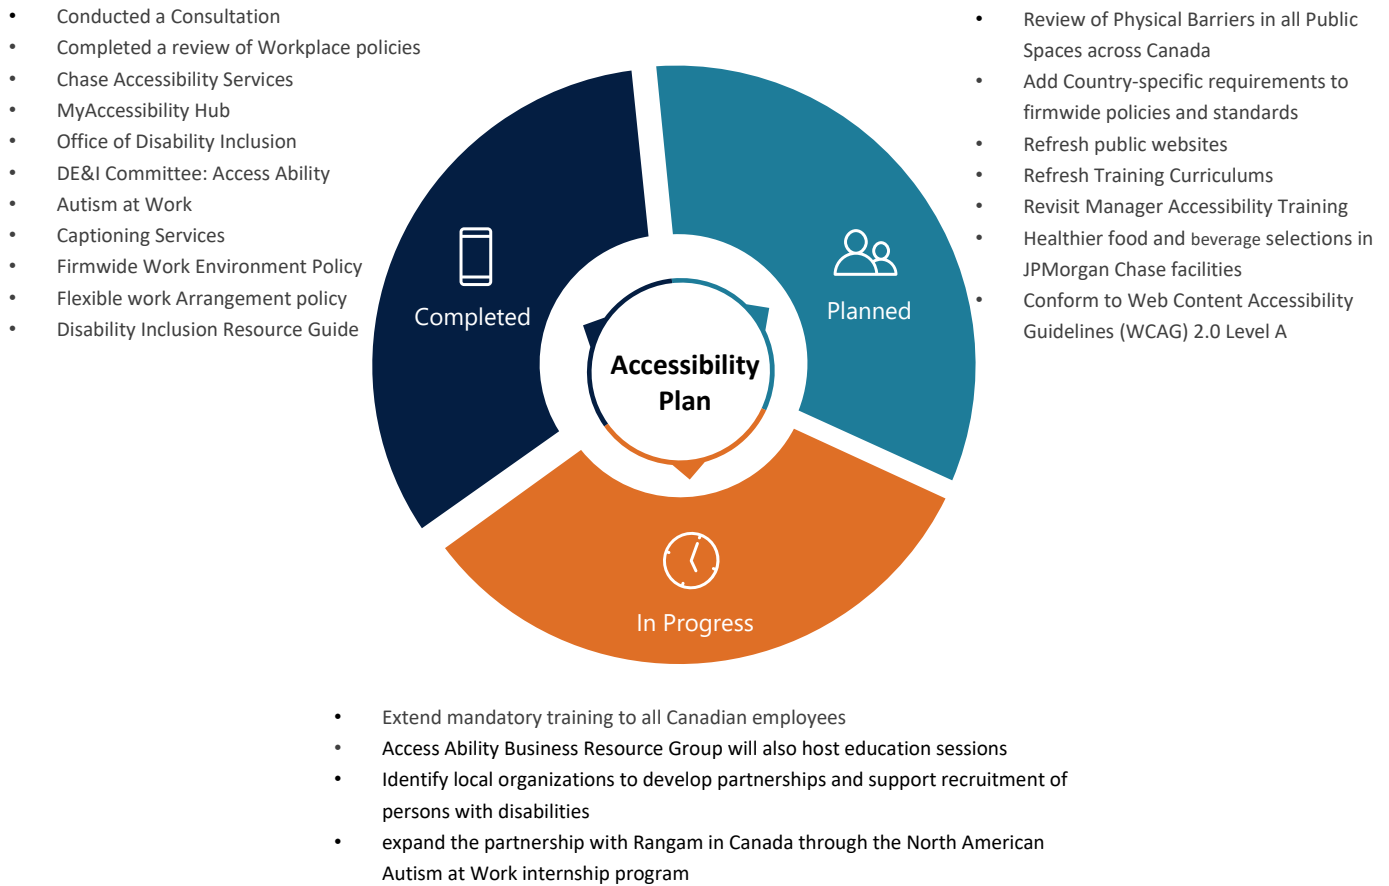 • Conducted a Consultation
• Completed a review of Workplace policies
• Chase Accessibility Services
• MyAccessibility Hub
• Office of Disability Inclusion
• DE&I Committee: Access Ability
• Autism at Work
• Captioning Services
• Firmwide Work Environment Policy
• Flexible work Arrangement policy
• Disability Inclusion Resource Guide
• Review of Physical Barriers in all Public
Spaces across Canada
• Add Country-specific requirements to
firmwide policies and standards
• Refresh public websites
• Refresh Training Curriculums
• Revisit Manager Accessibility Training
• Healthier food and beverage selections in
JPMorgan Chase facilities
• Conform to Web Content Accessibility
Guidelines (WCAG) 2.0 Level A
Completed
Planned
Accessibility
Plan
In Progress
• Extend mandatory training to all Canadian employees
• Access Ability Business Resource Group will also host education sessions
• Identify local organizations to develop partnerships and support recruitment of
persons with disabilities
• expand the partnership with Rangam in Canada through the North American
Autism at Work internship program